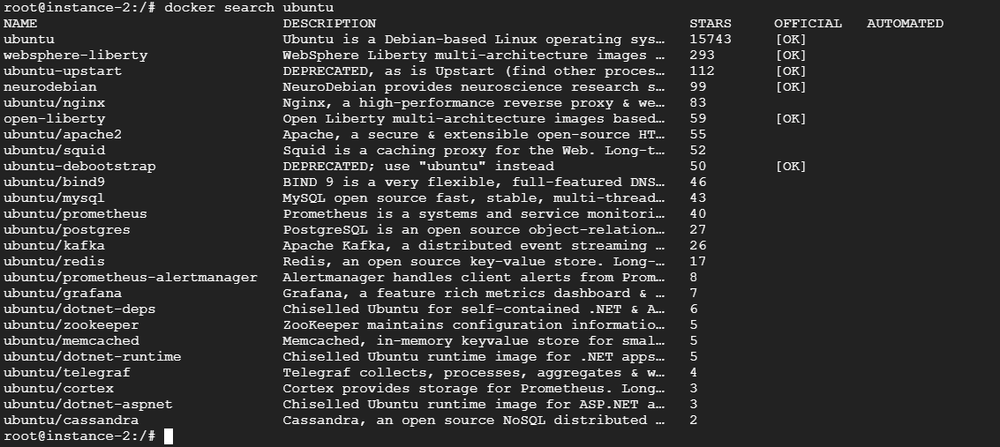 root@instance-2:/# docker search ubuntu
NAME                            DESCRIPTION                                     STARS     OFFICIAL   AUTOMATED
ubuntu                          Ubuntu is a Debian-based Linux operating sys…   15743     [OK]
websphere-liberty               WebSphere Liberty multi-architecture images …   293       [OK]
ubuntu-upstart                  DEPRECATED, as is Upstart (find other proces…   112       [OK]
neurodebian                     NeuroDebian provides neuroscience research s…   99        [OK]
ubuntu/nginx                    Nginx, a high-performance reverse proxy & we…   83
open-liberty                    Open Liberty multi-architecture images based…   59        [OK]
ubuntu/apache2                  Apache, a secure & extensible open-source HT…   55
ubuntu/squid                    Squid is a caching proxy for the Web. Long-t…   52
ubuntu-debootstrap              DEPRECATED; use "ubuntu" instead                50        [OK]
ubuntu/bind9                    BIND 9 is a very flexible, full-featured DNS…   46
ubuntu/mysql                    MySQL open source fast, stable, multi-thread…   43
ubuntu/prometheus               Prometheus is a systems and service monitori…   40
ubuntu/postgres                 PostgreSQL is an open source object-relation…   27
ubuntu/kafka                    Apache Kafka, a distributed event streaming …   26
ubuntu/redis                    Redis, an open source key-value store. Long-…   17
ubuntu/prometheus-alertmanager  Alertmanager handles client alerts from Prom…   8
ubuntu/grafana                  Grafana, a feature rich metrics dashboard & …   7
ubuntu/dotnet-deps              Chiselled Ubuntu for self-contained .NET & A…   6
ubuntu/zookeeper                ZooKeeper maintains configuration informatio…   5
ubuntu/memcached                Memcached, in-memory keyvalue store for smal…   5
ubuntu/dotnet-runtime           Chiselled Ubuntu runtime image for .NET apps…   5
ubuntu/telegraf                 Telegraf collects, processes, aggregates & w…   4
ubuntu/cortex                   Cortex provides storage for Prometheus. Long…   3
ubuntu/dotnet-aspnet            Chiselled Ubuntu runtime image for ASP.NET a…   3
ubuntu/cassandra                Cassandra, an open source NoSQL distributed …   2
root@instance-2:/#